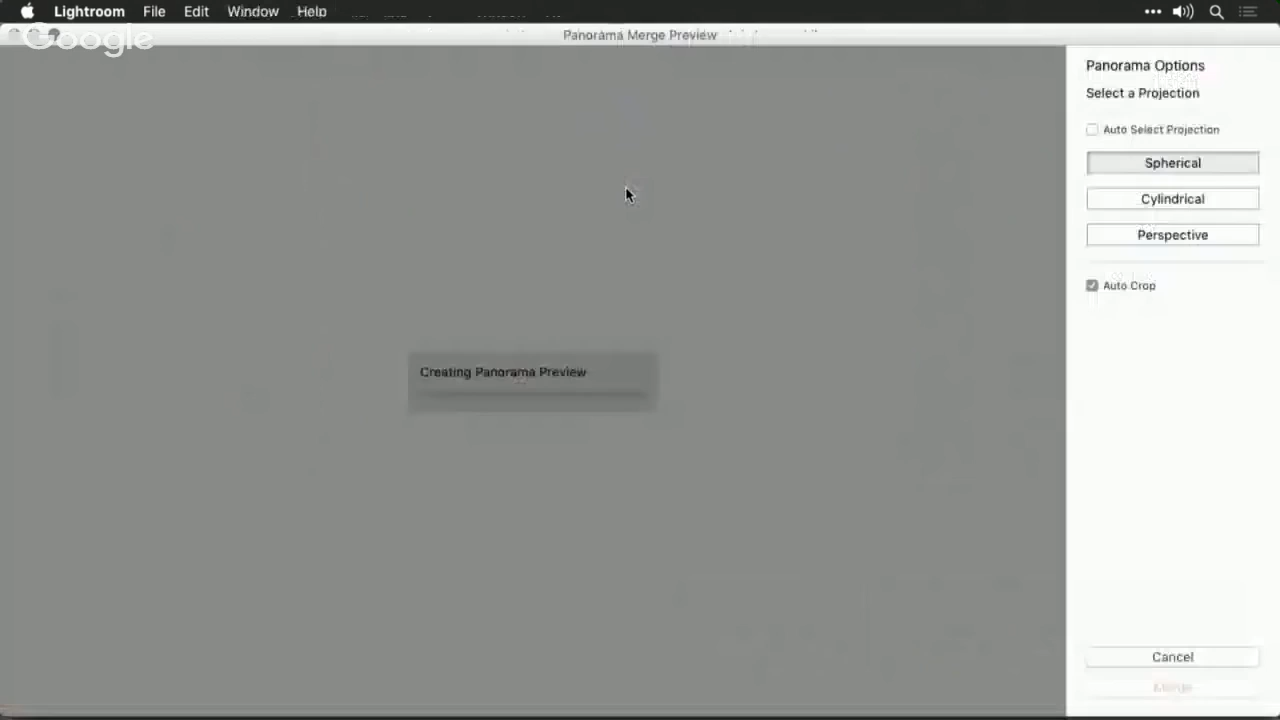 Lightroom File Edit Window Help
Google
Panorama Merge Preview
Panorama Options
Select a Projection
Auto Select Projection
Spherical
Cylindrical
Perspective
Auto Crop
Creating Panorama Preview
Cancel
Merge